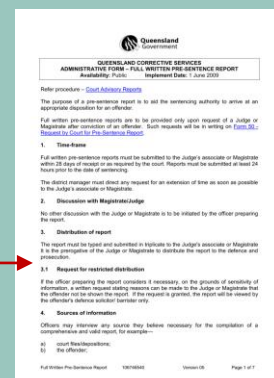 Queensland
Government
QUEENSLAND CORRECTIVE SERVICES
ADMINISTRATIVE FORM – FULL WRITTEN PRE-SENTENCE REPORT
Availability: Public Implement Date: 1 June 2009
Refer procedure – Court Advisory Reports
The purpose of a pre-sentence report is to aid the sentencing authority to arrive at an
appropriate disposition for an offender.
Full written pre-sentence reports are to be provided only upon request of a Judge or
Magistrate after conviction of an offender. Such requests will be in writing on Form 50 -
Request by Court for Pre-Sentence Report.
1. Time-frame
Full written pre-sentence reports must be submitted to the Judge's associate or Magistrate
within 28 days of receipt or as required by the court. Reports must be submitted at least 24
hours prior to the date of sentencing.
The district manager must direct any request for an extension of time as soon as possible
to the Judge's associate or Magistrate.
2. Discussion with Magistrate/Judge
No other discussion with the Judge or Magistrate is to be initiated by the officer preparing
the report.
3. Distribution of report
The report must be typed and submitted in triplicate to the Judge's associate or Magistrate
it is the prerogative of the Judge or Magistrate to distribute the report to the defence and
prosecution.
3.1 Request for restricted distribution
If the officer preparing the report considers it necessary, on the grounds of sensitivity of
information, a written request stating reasons can be made to the Judge or Magistrate that
the offender not be shown the report. If the request is granted, the report will be viewed by
the offender's defence solicitor/ barrister only.
4. Sources of information
Officers may interview any source they believe necessary for the compilation of a
comprehensive and valid report, for example—
a) court files/depositions;
b) the offender;
Full Written Pre-Sentence Report Version 05 Page 1 of 7